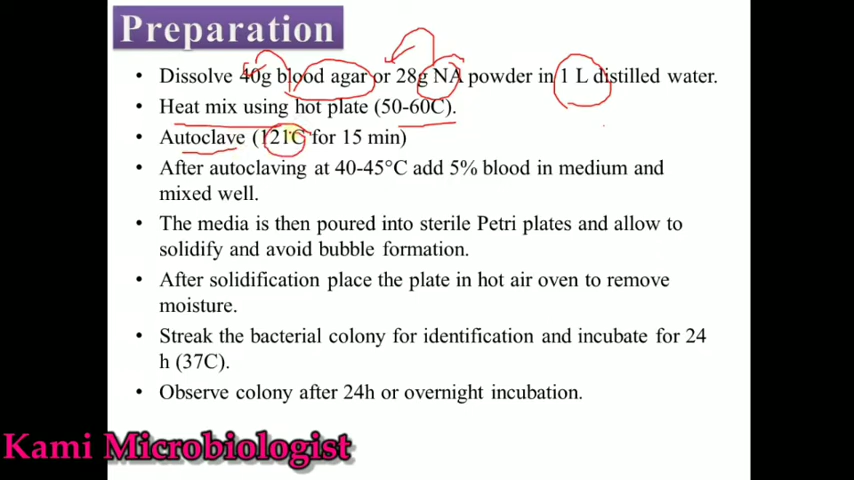 Preparation
• Dissolve 40g blood agar or 28g NA powder in 1 L distilled water.
• Heat mix using hot plate (50-60C).
• Autoclave (121C for 15 min)
• After autoclaving at 40-45°C add 5% blood in medium and
mixed well.
• The media is then poured into sterile Petri plates and allow to
solidify and avoid bubble formation.
• After solidification place the plate in hot air oven to remove
moisture.
• Streak the bacterial colony for identification and incubate for 24
h (37C).
• Observe colony after 24h or overnight incubation.
Kami Microbiologist